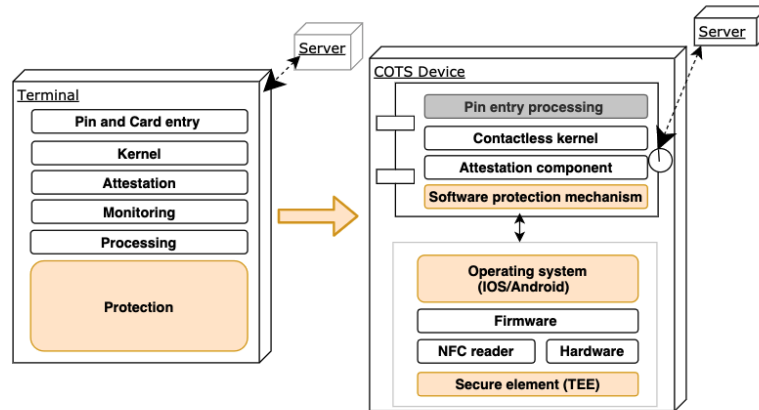 Server
Terminal
Pin and Card entry
Kernel
Attestation
Monitoring
Processing
Protection
Server
COTS Device
Pin entry processing
Contactless kernel
Attestation component
Software protection mechanism
Operating system
(IOS/Android)
Firmware
NFC reader
Hardware
Secure element (TEE)